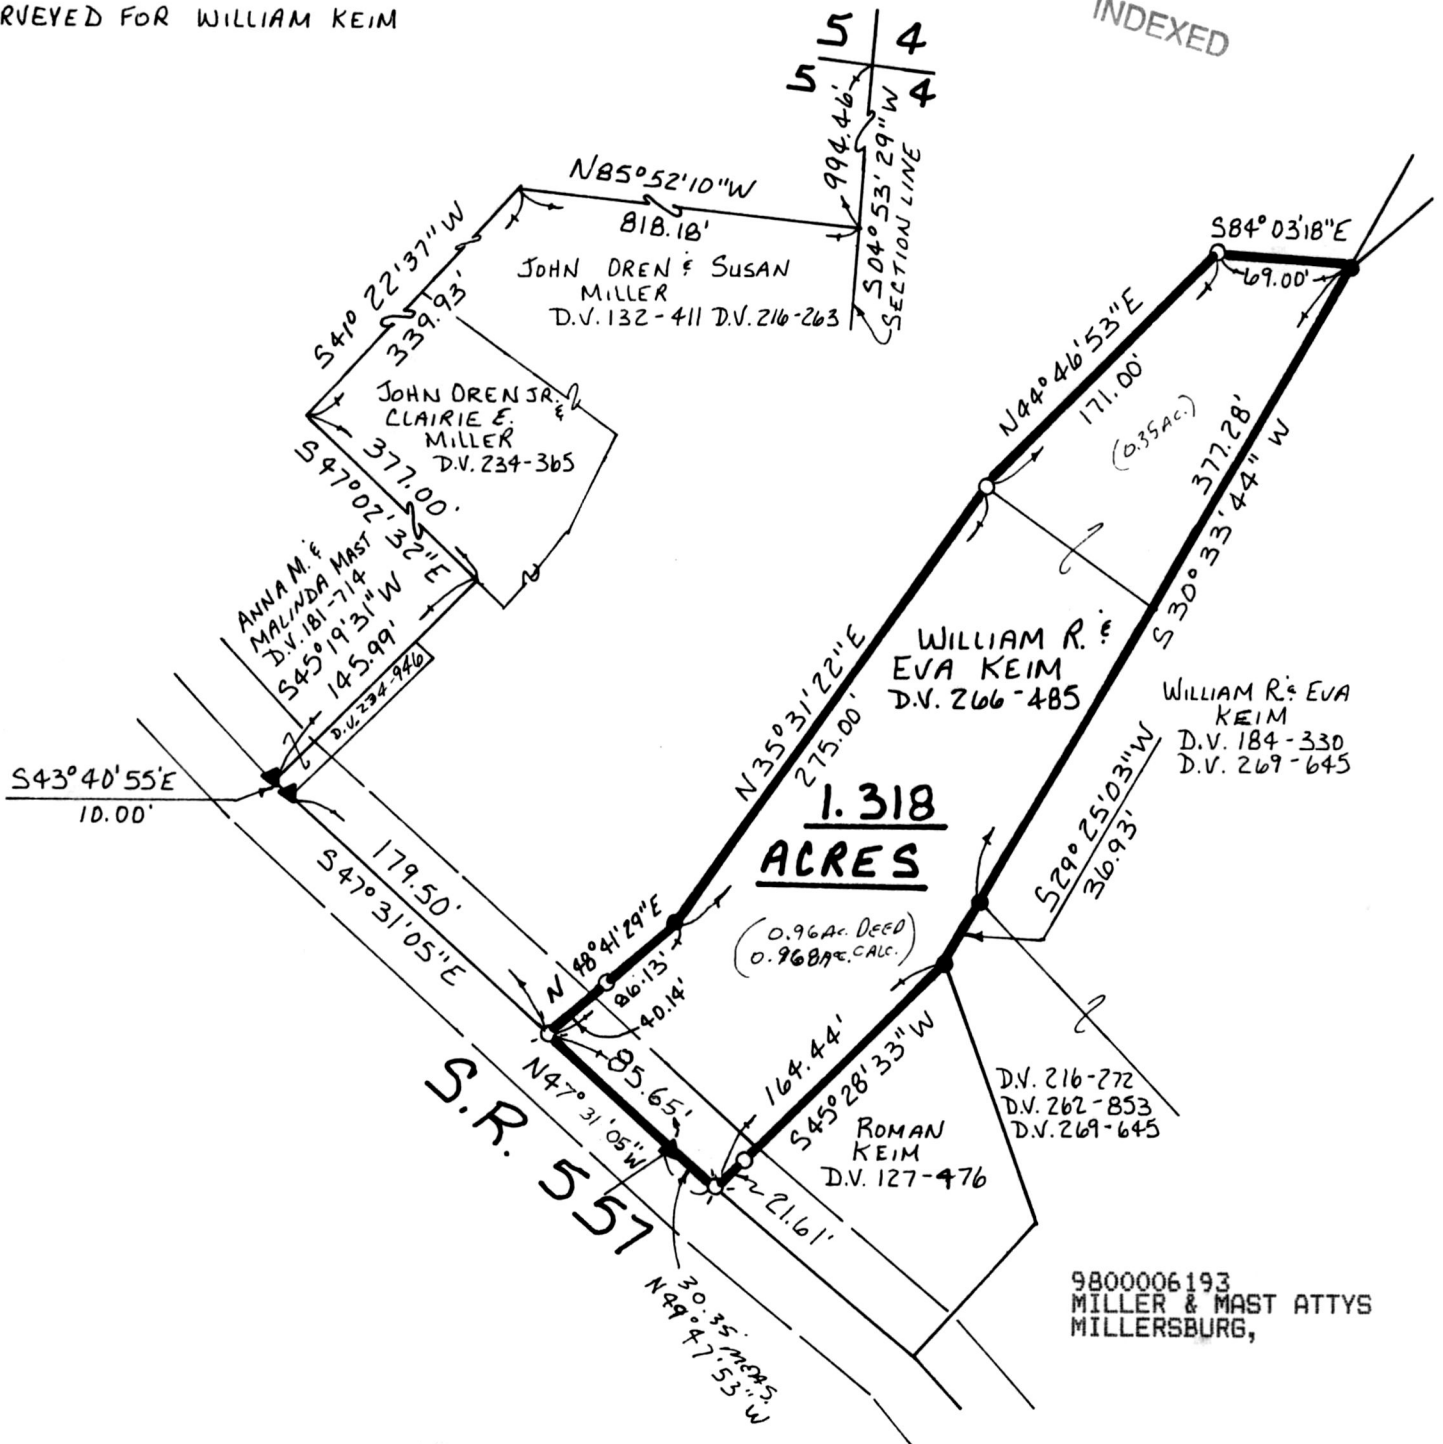 RVEYED FOR WILLIAM KEIM
INDEXED
5 4
5 4
994.46'
S04°53'29"W
SECTION LINE
N85°52'10"W
818.18'
JOHN OREN & SUSAN
MILLER
D.V. 132-411 D.V. 216-263
S41° 22'37" W
339.93'
JOHN OREN JR. &
CLAIRIE E.
MILLER
D.V. 234-365
377.00'
S47°02'32"E
ANNA M. &
MALINDA MAST
D.V. 181-714
S45°19'31" W
145.99'
D.V. 234-946
S43°40'55"E
10.00'
179.50'
S47°31'05"E
S84°03'18"E
69.00'
N44°46'53"E
171.00'
(0.35 AC.)
377.28'
S30°33'44" W
N35°31'22"E
275.00'
WILLIAM R. &
EVA KEIM
D.V. 266-485
WILLIAM R. & EVA
KEIM
D.V. 184-330
D.V. 269-645
1.318
ACRES
S29°25'03"W
36.93'
(0.96 AC. DEED
0.968 AC. CALC.)
N 48°41'29"E
86.13'
40.14'
85.65'
N47°31'05"W
164.44'
S45°28'33"W
D.V. 216-272
D.V. 262-853
D.V. 269-645
ROMAN
KEIM
D.V. 127-476
21.61'
S.R. 557
30.35' MEAS.
N49°47'53"W
9800006193
MILLER & MAST ATTYS
MILLERSBURG,